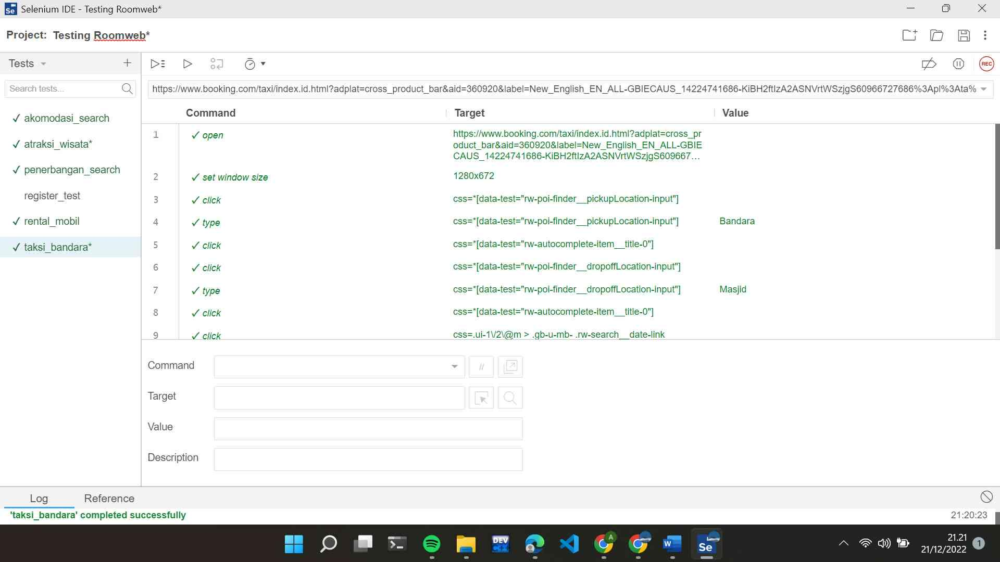 Selenium IDE - Testing Roomweb*
Project: Testing Roomweb*
Tests
REC
Search tests...
https://www.booking.com/taxi/index.id.html?adplat=cross_product_bar&aid=360920&label=New_English_EN_ALL-GBIECAUS_14224741686-KiBH2ftIzA2ASNVrtWSzjgS60966727686%3Apl%3Ata%
Command Target Value
akomodasi_search
atraksi_wisata*
penerbangan_search
register_test
rental_mobil
taksi_bandara*
1 ✓ open https://www.booking.com/taxi/index.id.html?adplat=cross_pr
oduct_bar&aid=360920&label=New_English_EN_ALL-GBIE
CAUS_14224741686-KiBH2ftIzA2ASNVrtWSzjgS609667...
2 ✓ set window size 1280x672
3 ✓ click css=*[data-test="rw-poi-finder__pickupLocation-input"]
4 ✓ type css=*[data-test="rw-poi-finder__pickupLocation-input"] Bandara
5 ✓ click css=*[data-test="rw-autocomplete-item__title-0"]
6 ✓ click css=*[data-test="rw-poi-finder__dropoffLocation-input"]
7 ✓ type css=*[data-test="rw-poi-finder__dropoffLocation-input"] Masjid
8 ✓ click css=*[data-test="rw-autocomplete-item__title-0"]
9 ✓ click css=.ui-1\/2\@m > .gb-u-mb- .rw-search__date-link
Command //
Target
Value
Description
Log Reference
'taksi_bandara' completed successfully 21:20:23
DEV
A
W
Se
21.21
21/12/2022
1